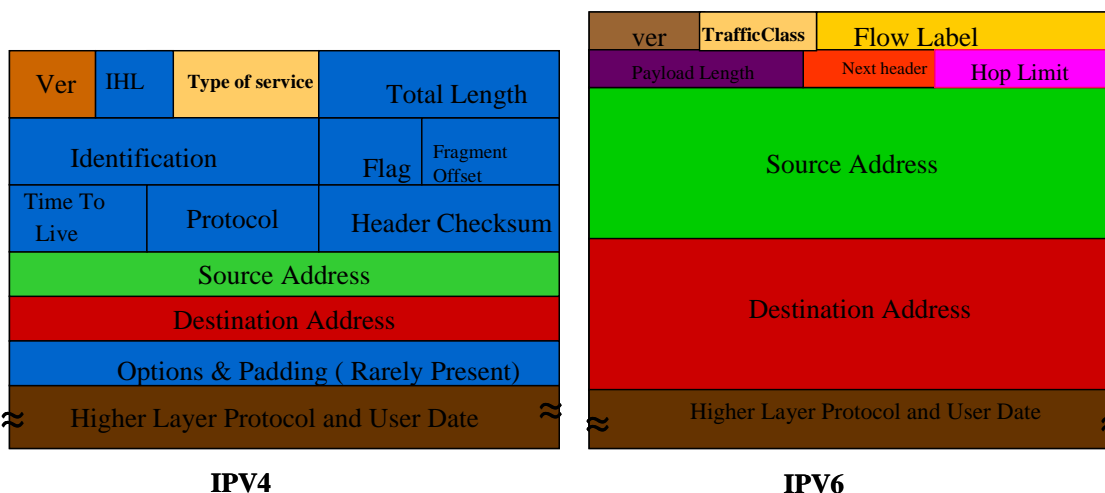 Ver
IHL
Type of service
Total Length
Identification
Flag
Fragment
Offset
Time To
Live
Protocol
Header Checksum
Source Address
Destination Address
Options & Padding ( Rarely Present)
≈ Higher Layer Protocol and User Date ≈
IPV4
ver
TrafficClass
Flow Label
Payload Length
Next header
Hop Limit
Source Address
Destination Address
≈ Higher Layer Protocol and User Date ≈
IPV6